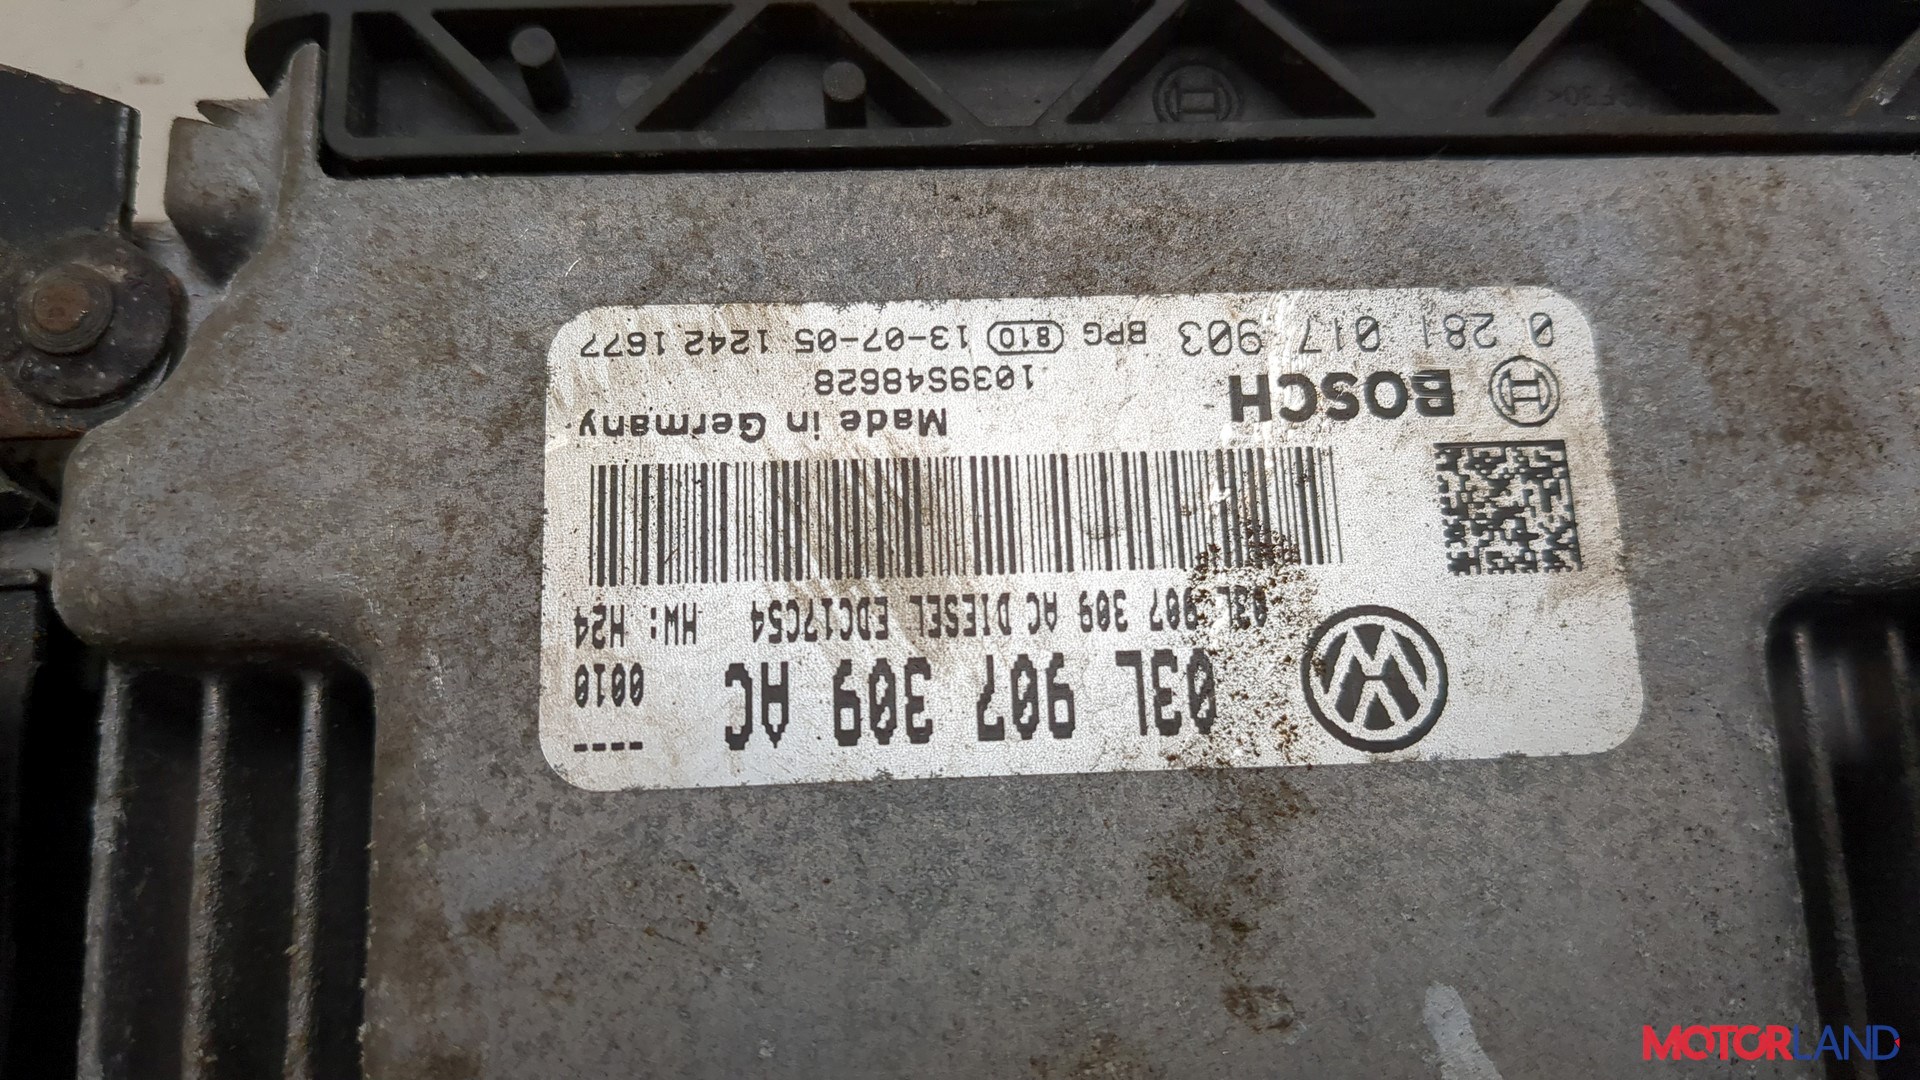 ----
03L 907 309 AC 0010
03L 907 309 AC DIESEL EDC17C54 HW: H24
Made in Germany
BOSCH 1039S48628
0 281 017 903 BPG 810 13-07-05 1242 1677
MOTORLAND